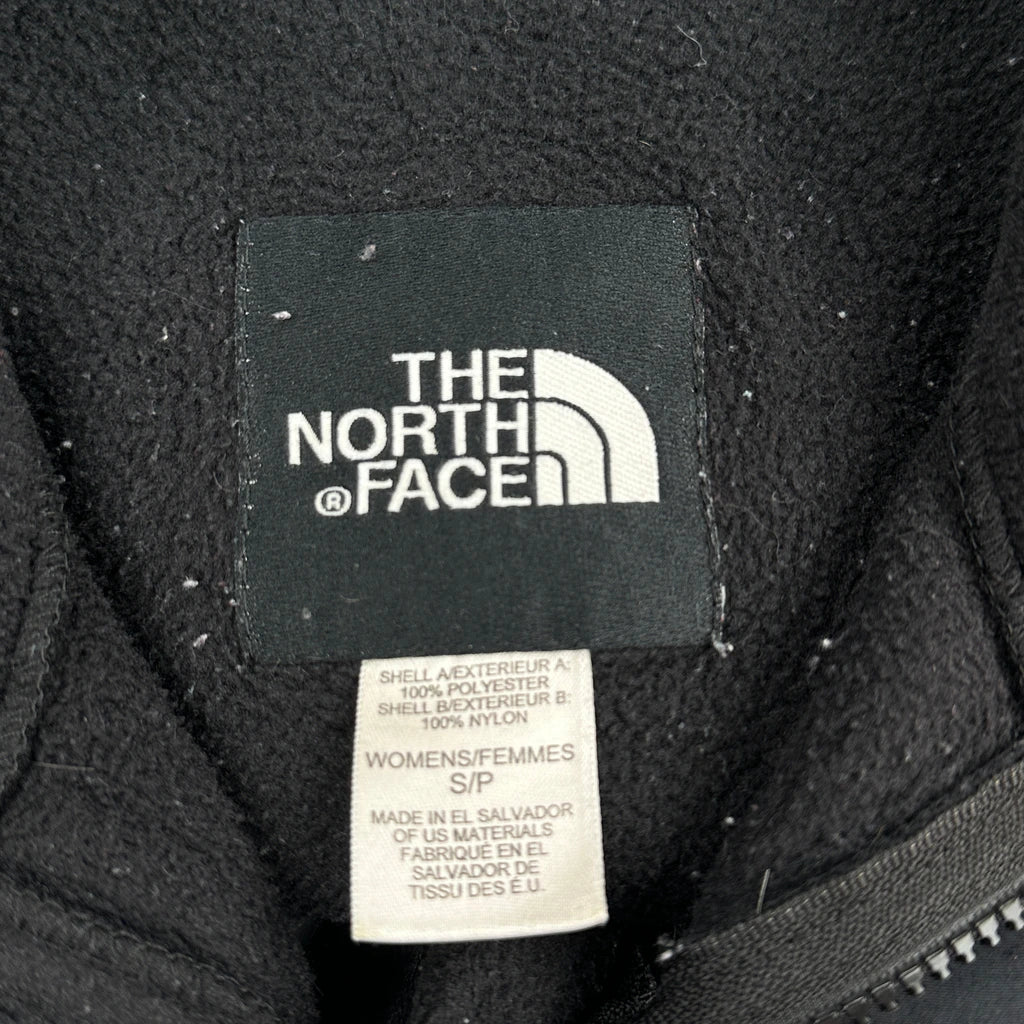 THE
NORTH
®FACE
SHELL A/EXTERIEUR A:
100% POLYESTER
SHELL B/EXTERIEUR B:
100% NYLON
WOMENS/FEMMES
S/P
MADE IN EL SALVADOR
OF US MATERIALS
FABRIQUÉ EN EL
SALVADOR DE
TISSU DES É.U.